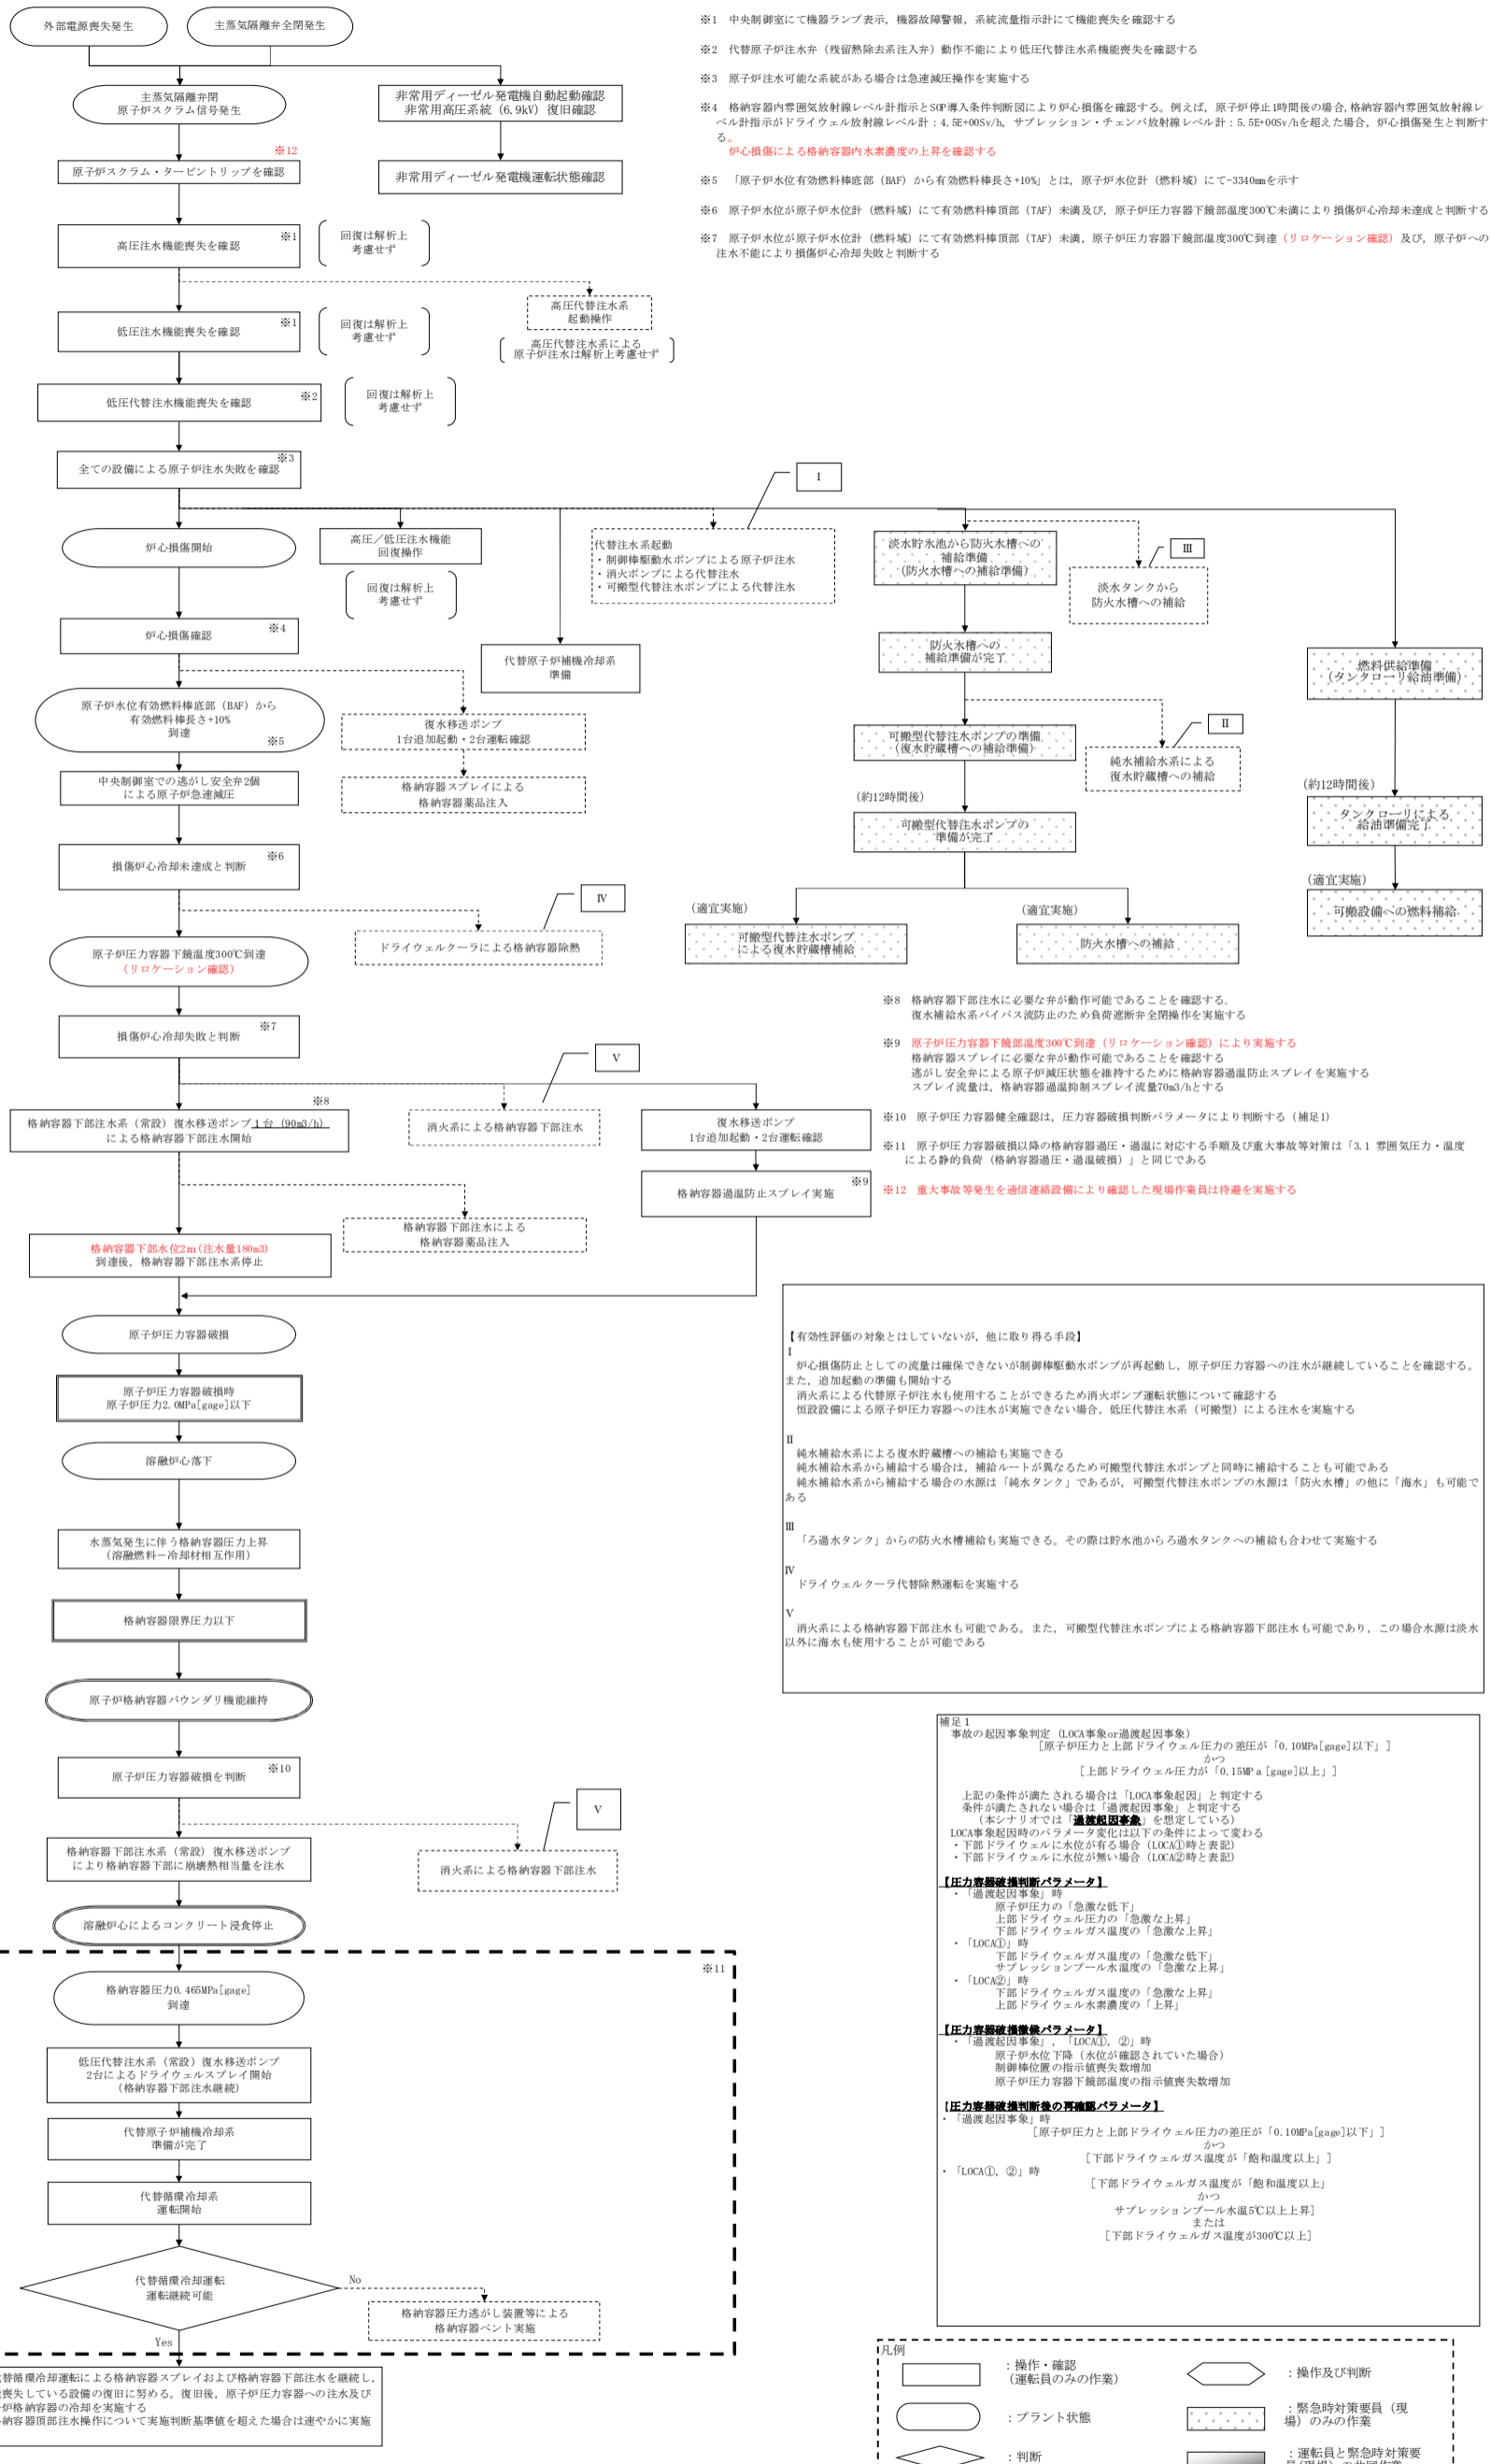 外部電源喪失発生
主蒸気隔離弁全閉発生
主蒸気隔離弁閉
原子炉スクラム信号発生
非常用ディーゼル発電機自動起動確認
非常用高圧系統（6.9kV）復旧確認
※12
原子炉スクラム・タービントリップを確認
非常用ディーゼル発電機運転状態確認
※1
高圧注水機能喪失を確認
回復は解析上
考慮せず
高圧代替注水系
起動操作
高圧代替注水系による
原子炉注水は解析上考慮せず
※1
低圧注水機能喪失を確認
回復は解析上
考慮せず
※2
低圧代替注水機能喪失を確認
回復は解析上
考慮せず
※3
全ての設備による原子炉注水失敗を確認
※1　中央制御室にて機器ランプ表示，機器故障警報，系統流量指示計にて機能喪失を確認する
※2　代替原子炉注水弁（残留熱除去系注入弁）動作不能により低圧代替注水系機能喪失を確認する
※3　原子炉注水可能な系統がある場合は急速減圧操作を実施する
※4　格納容器内雰囲気放射線レベル計指示とSOP導入条件判断図により炉心損傷を確認する。例えば，原子炉停止1時間後の場合，格納容器内雰囲気放射線レ
ベル計指示がドライウェル放射線レベル計：4.5E+00Sv/h，サプレッション・チェンバ放射線レベル計：5.5E+00Sv/hを超えた場合，炉心損傷発生と判断す
る。
炉心損傷による格納容器内水素濃度の上昇を確認する
※5　「原子炉水位有効燃料棒底部（BAF）から有効燃料棒長さ+10%」とは，原子炉水位計（燃料域）にて-3340mmを示す
※6　原子炉水位が原子炉水位計（燃料域）にて有効燃料棒頂部（TAF）未満及び，原子炉圧力容器下鏡部温度300℃未満により損傷炉心冷却未達成と判断する
※7　原子炉水位が原子炉水位計（燃料域）にて有効燃料棒頂部（TAF）未満，原子炉圧力容器下鏡部温度300℃到達（リロケーション確認）及び，原子炉への
注水不能により損傷炉心冷却失敗と判断する
炉心損傷開始
高圧／低圧注水機能
回復操作
回復は解析上
考慮せず
Ⅰ
代替注水系起動
・制御棒駆動水ポンプによる原子炉注水
・消火ポンプによる代替注水
・可搬型代替注水ポンプによる代替注水
淡水貯水池から防火水槽への
補給準備
（防火水槽への補給準備）
Ⅲ
淡水タンクから
防火水槽への補給
※4
炉心損傷確認
代替原子炉補機冷却系
準備
防火水槽への
補給準備が完了
燃料供給準備
（タンクローリ給油準備）
原子炉水位有効燃料棒底部（BAF）から
有効燃料棒長さ+10%
到達
※5
復水移送ポンプ
1台追加起動・2台運転確認
可搬型代替注水ポンプの準備
（復水貯蔵槽への補給準備）
Ⅱ
純水補給水系による
復水貯蔵槽への補給
中央制御室での逃がし安全弁2個
による原子炉急速減圧
格納容器スプレイによる
格納容器薬品注入
（約12時間後）
可搬型代替注水ポンプの
準備が完了
（約12時間後）
タンクローリによる
給油準備完了
※6
損傷炉心冷却未達成と判断
Ⅳ
ドライウェルクーラによる格納容器除熱
（適宜実施）
可搬型代替注水ポンプ
による復水貯蔵槽補給
（適宜実施）
防火水槽への補給
（適宜実施）
可搬設備への燃料補給
原子炉圧力容器下鏡温度300℃到達
（リロケーション確認）
※7
損傷炉心冷却失敗と判断
Ⅴ
※8
格納容器下部注水系（常設）復水移送ポンプ1台（90m3/h）
による格納容器下部注水開始
消火系による格納容器下部注水
復水移送ポンプ
1台追加起動・2台運転確認
※9
格納容器過温防止スプレイ実施
格納容器下部注水による
格納容器薬品注入
格納容器下部水位2m(注水量180m3)
到達後，格納容器下部注水系停止
※8　格納容器下部注水に必要な弁が動作可能であることを確認する。
復水補給水系バイパス流防止のため負荷遮断弁全閉操作を実施する
※9　原子炉圧力容器下鏡部温度300℃到達（リロケーション確認）により実施する
格納容器スプレイに必要な弁が動作可能であることを確認する
逃がし安全弁による原子炉減圧状態を維持するために格納容器過温防止スプレイを実施する
スプレイ流量は，格納容器過温抑制スプレイ流量70m3/hとする
※10　原子炉圧力容器健全確認は，圧力容器破損判断パラメータにより判断する（補足1）
※11　原子炉圧力容器破損以降の格納容器過圧・過温に対応する手順及び重大事故等対策は「3.1 雰囲気圧力・温度
による静的負荷（格納容器過圧・過温破損）」と同じである
※12　重大事故等発生を通信連絡設備により確認した現場作業員は待避を実施する
原子炉圧力容器破損
原子炉圧力容器破損時
原子炉圧力2.0MPa[gage]以下
溶融炉心落下
水蒸気発生に伴う格納容器圧力上昇
（溶融燃料－冷却材相互作用）
格納容器限界圧力以下
原子炉格納容器バウンダリ機能維持
※10
原子炉圧力容器破損を判断
Ⅴ
格納容器下部注水系（常設）復水移送ポンプ
により格納容器下部に崩壊熱相当量を注水
消火系による格納容器下部注水
溶融炉心によるコンクリート浸食停止
※11
格納容器圧力0.465MPa[gage]
到達
低圧代替注水系（常設）復水移送ポンプ
2台によるドライウェルスプレイ開始
（格納容器下部注水継続）
代替原子炉補機冷却系
準備が完了
代替循環冷却系
運転開始
代替循環冷却運転
運転継続可能
No
格納容器圧力逃がし装置等による
格納容器ベント実施
Yes
替循環冷却運転による格納容器スプレイおよび格納容器下部注水を継続し，
喪失している設備の復旧に努める。復旧後，原子炉圧力容器への注水及び
炉格納容器の冷却を実施する
納容器頂部注水操作について実施判断基準値を超えた場合は速やかに実施
【有効性評価の対象とはしていないが，他に取り得る手段】
Ⅰ
炉心損傷防止としての流量は確保できないが制御棒駆動水ポンプが再起動し，原子炉圧力容器への注水が継続していることを確認する。
また，追加起動の準備も開始する
消火系による代替原子炉注水も使用することができるため消火ポンプ運転状態について確認する
恒設設備による原子炉圧力容器への注水が実施できない場合，低圧代替注水系（可搬型）による注水を実施する
Ⅱ
純水補給水系による復水貯蔵槽への補給も実施できる
純水補給水系から補給する場合は，補給ルートが異なるため可搬型代替注水ポンプと同時に補給することも可能である
純水補給水系から補給する場合の水源は「純水タンク」であるが，可搬型代替注水ポンプの水源は「防火水槽」の他に「海水」も可能で
ある
Ⅲ
「ろ過水タンク」からの防火水槽補給も実施できる。その際は貯水池からろ過水タンクへの補給も合わせて実施する
Ⅳ
ドライウェルクーラ代替除熱運転を実施する
Ⅴ
消火系による格納容器下部注水も可能である。また，可搬型代替注水ポンプによる格納容器下部注水も可能であり，この場合水源は淡水
以外に海水も使用することが可能である
補足1
事故の起因事象判定（LOCA事象or過渡起因事象）
［原子炉圧力と上部ドライウェル圧力の差圧が「0.10MPa[gage]以下」］
かつ
［上部ドライウェル圧力が「0.15MPa[gage]以上」］
上記の条件が満たされる場合は「LOCA事象起因」と判定する
条件が満たされない場合は「過渡起因事象」と判定する
（本シナリオでは「過渡起因事象」を想定している）
LOCA事象起因時のパラメータ変化は以下の条件によって変わる
・下部ドライウェルに水位が有る場合（LOCA①時と表記）
・下部ドライウェルに水位が無い場合（LOCA②時と表記）
【圧力容器破損判断パラメータ】
・「過渡起因事象」時
原子炉圧力の「急激な低下」
上部ドライウェル圧力の「急激な上昇」
下部ドライウェルガス温度の「急激な上昇」
・「LOCA①」時
下部ドライウェルガス温度の「急激な低下」
サプレッションプール水温度の「急激な上昇」
・「LOCA②」時
下部ドライウェルガス温度の「急激な上昇」
上部ドライウェル水素濃度の「上昇」
【圧力容器破損徴候パラメータ】
・「過渡起因事象」，「LOCA①，②」時
原子炉水位下降（水位が確認されていた場合）
制御棒位置の指示値喪失数増加
原子炉圧力容器下鏡部温度の指示値喪失数増加
【圧力容器破損判断後の再確認パラメータ】
・「過渡起因事象」時
［原子炉圧力と上部ドライウェル圧力の差圧が「0.10MPa[gage]以下」］
かつ
［下部ドライウェルガス温度が「飽和温度以上」］
・「LOCA①，②」時
［下部ドライウェルガス温度が「飽和温度以上」
かつ
サプレッションプール水温5℃以上上昇］
または
［下部ドライウェルガス温度が300℃以上］
凡例
：操作・確認
（運転員のみの作業）
：操作及び判断
：プラント状態
：緊急時対策要員（現
場）のみの作業
：判断
：運転員と緊急時対策要